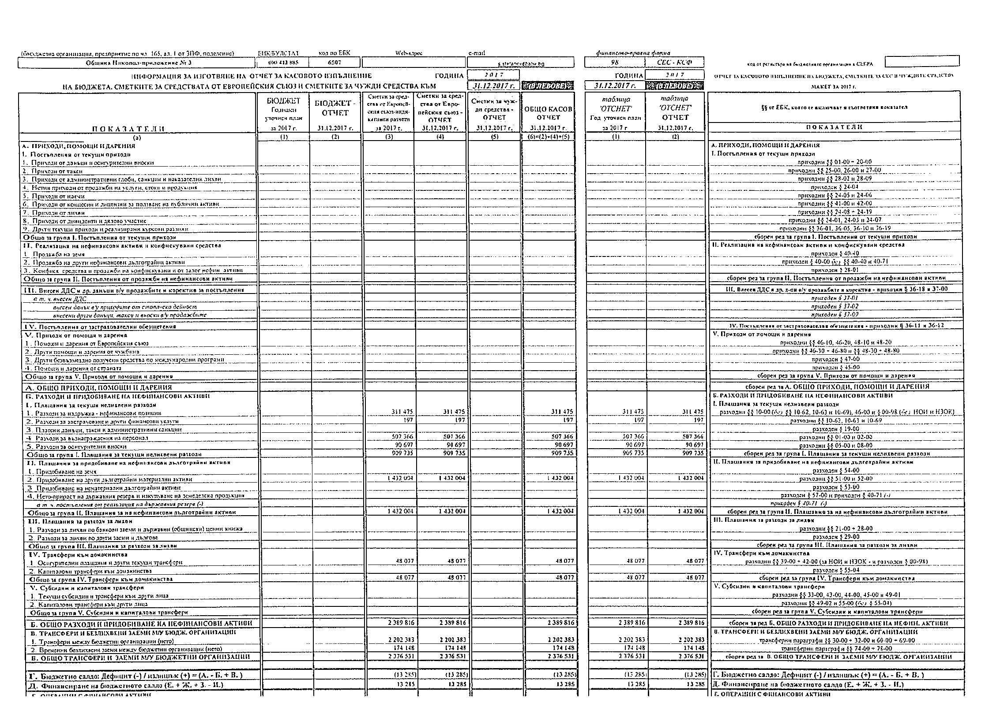 (бюджетна организация, предприятие по чл. 165, ал. 1 от ЗПФ, поделение) ЕИК/БУЛСТАТ код по ЕБК Web-адрес e-mail финансово-правна форма
Община Никопол-приложение № 3 000 413 885 6507 98 СЕС - КСФ код от регистъра на бюджетните организации в СЕБРА
ИНФОРМАЦИЯ ЗА ИЗГОТВЯНЕ НА ОТЧЕТ ЗА КАСОВОТО ИЗПЪЛНЕНИЕ ГОДИНА 2017 ГОДИНА 2017 ОТЧЕТ ЗА КАСОВОТО ИЗПЪЛНЕНИЕ НА БЮДЖЕТА, СМЕТКИТЕ ЗА СЕС И ЧУЖДИТЕ СРЕДСТВА
НА БЮДЖЕТА, СМЕТКИТЕ ЗА СРЕДСТВАТА ОТ ЕВРОПЕЙСКИЯ СЪЮЗ И СМЕТКИТЕ ЗА ЧУЖДИ СРЕДСТВА КЪМ 31.12.2017 г. (В ЛЕВОВЕ) 31.12.2017 г. (В ЛЕВОВЕ) МАКЕТ ЗА 2017 г.
БЮДЖЕТ Годишен уточнен план за 2017 г.
БЮДЖЕТ - ОТЧЕТ 31.12.2017 г.
Сметки за сред- ства от Европей- ския съюз-инди- кативни разчети за 2017 г.
Сметки за сред- ства от Евро- пейския съюз - ОТЧЕТ 31.12.2017 г.
Сметки за чуж- ди средства - ОТЧЕТ 31.12.2017 г.
ОБЩО КАСОВ ОТЧЕТ 31.12.2017 г.
таблица 'ОТСНЕТ' Год. уточнен план за 2017 г
таблица 'ОТСНЕТ' ОТЧЕТ 31.12.2017 г.
§§ от ЕБК, които се включват в съответния показател
П О К А З А Т Е Л И П О К А З А Т Е Л И
(а) (1) (2) (3) (4) (5) (6)=(2)+(4)+(5) (1) (2)
А. ПРИХОДИ, ПОМОЩИ И ДАРЕНИЯ А. ПРИХОДИ, ПОМОЩИ И ДАРЕНИЯ
I. Постъпления от текущи приходи I. Постъпления от текущи приходи
1. Приходи от данъци и осигурителни вноски приходни §§ 01-00 ÷ 20-00
2. Приходи от такси приходни §§ 25-00, 26-00 и 27-00
3. Приходи от административни глоби, санкции и наказателни лихви приходни §§ 28-02 и 28-09
4. Нетни приходи от продажби на услуги, стоки и продукция приходен § 24-04
5. Приходи от наеми приходни §§ 24-05 и 24-06
6. Приходи от концесии и лицензии за ползване на публични активи приходни §§ 41-00 и 42-00
7. Приходи от лихви приходни §§ 24-08 ÷ 24-19
8. Приходи от дивиденти и дялово участие приходни §§ 24-01, 24-03 и 24-07
9. Други текущи приходи и реализирани курсови разлики приходни §§ 36-01, 36-05, 36-10 и 36-19
Общо за група I. Постъпления от текущи приходи сборен ред за група I. Постъпления от текущи приходи
II. Реализация на нефинансови активи и конфискувани средства II. Реализация на нефинансови активи и конфискувани средства
1. Продажба на земя приходен § 40-40
2. Продажба на други нефинансови дълготрайни активи приходен § 40-00 без §§ 40-40 и 40-71
3. Конфиск. средства и продажби на конфискувани и от залог нефин. активи приходен § 28-01
Общо за група II. Постъпления от продажби на нефинансови активи сборен ред за група II. Постъпления от продажби на нефинансови активи
III. Внесен ДДС и др. данъци в/у продажбите и коректив за постъпления III. Внесен ДДС и др. д-ци в/у продажбите и коректив - приходни § 36-18 и 37-00
в т. ч. внесен ДДС приходен § 37-01
внесен данък в/у приходите от стопанска дейност приходен § 37-02
внесени други данъци, такси и вноски в/у продажбите приходен § 37-09
IV. Постъпления от застрахователни обезщетения IV. Постъпления от застрахователни обезщетения - приходни § 36-11 и 36-12
V. Приходи от помощи и дарения V. Приходи от помощи и дарения
1. Помощи и дарения от Европейския съюз приходни §§ 46-10, 46-20, 48-10 и 48-20
2. Други помощи и дарения от чужбина приходни §§ 46-30 ÷ 46-80 и §§ 48-30 ÷ 48-80
3. Други безвъзмездно получени средства по международни програми приходен § 47-00
4. Помощи и дарения от страната приходен § 45-00
Общо за група V. Приходи от помощи и дарения сборен ред за група V. Приходи от помощи и дарения
А. ОБЩО ПРИХОДИ, ПОМОЩИ И ДАРЕНИЯ сборен ред за А. ОБЩО ПРИХОДИ, ПОМОЩИ И ДАРЕНИЯ
Б. РАЗХОДИ И ПРИДОБИВАНЕ НА НЕФИНАНСОВИ АКТИВИ Б. РАЗХОДИ И ПРИДОБИВАНЕ НА НЕФИНАНСОВИ АКТИВИ
I. Плащания за текущи нелихвени разходи I. Плащания за текущи нелихвени разходи
1. Разходи за издръжка - нефинансови позиции 311 475 311 475 311 475 311 475 311 475 разходни §§ 10-00 (без §§ 10-62, 10-63 и 10-69), 46-00 и § 00-98 (без НОИ и НЗОК)
2. Разходи за застраховане и други финансови услуги 197 197 197 197 197 разходни §§ 10-62, 10-63 и 10-69
3. Платени данъци, такси и административни санкции разходен § 19-00
4. Разходи за възнаграждения на персонал 507 366 507 366 507 366 507 366 507 366 разходни §§ 01-00 и 02-00
5. Разходи за осигурителни вноски 90 697 90 697 90 697 90 697 90 697 разходни §§ 05-00 и 08-00
Общо за група I. Плащания за текущи нелихвени разходи 909 735 909 735 909 735 909 735 909 735 сборен ред за група I. Плащания за текущи нелихвени разходи
II. Плащания за придобиване на нефинансови дълготрайни активи II. Плащания за придобиване на нефинансови дълготрайни активи
1. Придобиване на земя разходен § 54-00
2. Придобиване на други дълготрайни материални активи 1 432 004 1 432 004 1 432 004 1 432 004 1 432 004 разходни §§ 51-00 и 52-00
3. Придобиване на нематериални дълготрайни активи разходен § 53-00
4. Нето-прираст на държавния резерв и изкупуване на земеделска продукция разходен § 57-00 и приходен § 40-71 (-)
в т. ч. постъпления от реализация на държавния резерв (-) приходен § 40-71 (-)
Общо за група II. Плащания за на нефинансови дълготрайни активи 1 432 004 1 432 004 1 432 004 1 432 004 1 432 004 сборен ред за група II. Плащания за на нефинансови дълготрайни активи
III. Плащания за разходи за лихви III. Плащания за разходи за лихви
1. Разходи за лихви по банкови заеми и държавни (общински) ценни книжа разходни §§ 21-00 ÷ 28-00
2. Разходи за лихви по други заеми и дългове разходен § 29-00
Общо за група III. Плащания за разходи за лихви сборен ред за група III. Плащания за разходи за лихви
IV. Трансфери към домакинства IV. Трансфери към домакинства
1. Осигурителни плащания и други текущи трансфери 48 077 48 077 48 077 48 077 48 077 разходни §§ 39-00 ÷ 42-00 (за НОИ и НЗОК - и разходен § 00-98)
2. Капиталови трансфери към домакинства разходен § 55-04
Общо за група IV. Трансфери към домакинства 48 077 48 077 48 077 48 077 48 077 сборен ред за група IV. Трансфери към домакинства
V. Субсидии и капиталови трансфери V. Субсидии и капиталови трансфери
1. Текущи субсидии и трансфери към други лица разходни §§ 33-00, 43-00, 44-00, 45-00 и 49-01
2. Капиталови трансфери към други лица разходни §§ 49-02 и 55-00 (без § 55-04)
Общо за група V. Субсидии и капиталови трансфери сборен ред за група V. Субсидии и капиталови трансфери
Б. ОБЩО РАЗХОДИ И ПРИДОБИВАНЕ НА НЕФИНАНСОВИ АКТИВИ 2 389 816 2 389 816 2 389 816 2 389 816 2 389 816 сборен за ред Б. ОБЩО РАЗХОДИ И ПРИДОБИВАНЕ НА НЕФИН. АКТИВИ
В. ТРАНСФЕРИ И БЕЗЛИХВЕНИ ЗАЕМИ М/У БЮДЖ. ОРГАНИЗАЦИИ В. ТРАНСФЕРИ И БЕЗЛИХВЕНИ ЗАЕМИ М/У БЮДЖ. ОРГАНИЗАЦИИ
1. Трансфери между бюджетни организации (нето) 2 202 383 2 202 383 2 202 383 2 202 383 2 202 383 трансферни параграфи §§ 30-00 ÷ 32-00 и 60-00 ÷ 69-00
2. Временни безлихвени заеми между бюджетни организации (нето) 174 148 174 148 174 148 174 148 174 148 трансферни параграфи §§ 74-00 ÷ 78-00
В. ОБЩО ТРАНСФЕРИ И ЗАЕМИ М/У БЮДЖЕТНИ ОРГАНИЗАЦИИ 2 376 531 2 376 531 2 376 531 2 376 531 2 376 531 сборен ред за В. ОБЩО ТРАНСФЕРИ И ЗАЕМИ М/У БЮДЖ. ОРГАНИЗАЦИИ
Г. Бюджетно салдо: Дефицит (-) / излишък (+) = (А. - Б. + В. ) (13 285) (13 285) (13 285) (13 285) (13 285) Г. Бюджетно салдо: Дефицит (-) / излишък (+) = (А. - Б. + В. )
Д. Финансиране на бюджетното салдо (Е. + Ж. + З. - И.) 13 285 13 285 13 285 13 285 13 285 Д. Финансиране на бюджетното салдо (Е. + Ж. + З. - И.)
Е. ОПЕРАЦИИ С ФИНАНСОВИ АКТИВИ Е. ОПЕРАЦИИ С ФИНАНСОВИ АКТИВИ